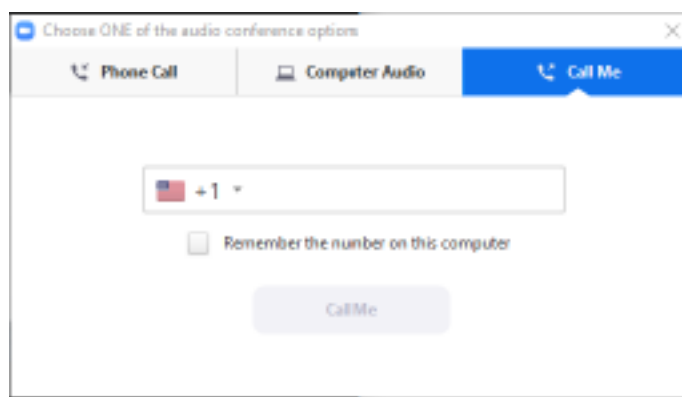 Choose ONE of the audio conference options
Phone Call
Computer Audio
Call Me
+1
Remember the number on this computer
Call Me